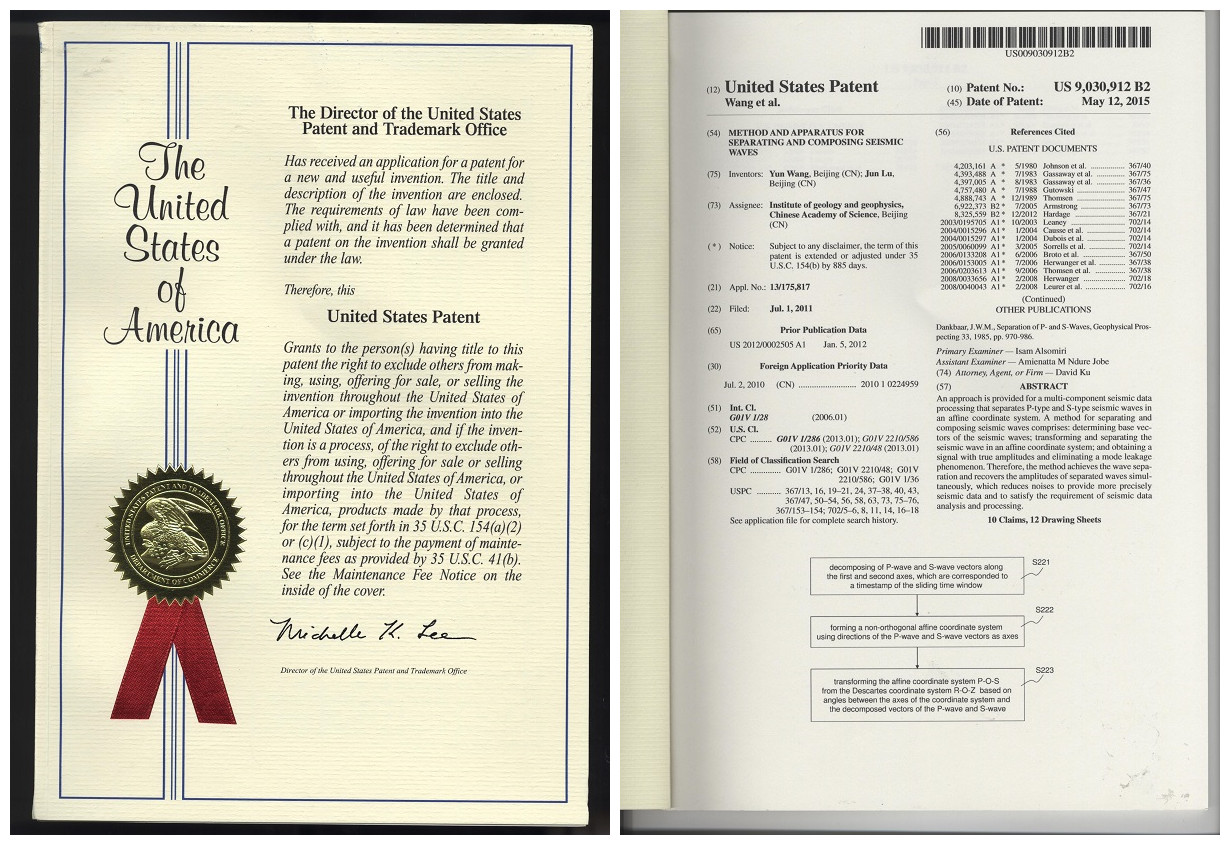 The
United
States
of
America
The Director of the United States
Patent and Trademark Office
Has received an application for a patent for
a new and useful invention. The title and
description of the invention are enclosed.
The requirements of law have been com-
plied with, and it has been determined that
a patent on the invention shall be granted
under the law.
Therefore, this
United States Patent
Grants to the person(s) having title to this
patent the right to exclude others from mak-
ing, using, offering for sale, or selling the
invention throughout the United States of
America or importing the invention into the
United States of America, and if the inven-
tion is a process, of the right to exclude oth-
ers from using, offering for sale or selling
throughout the United States of America, or
importing into the United States of
America, products made by that process,
for the term set forth in 35 U.S.C. 154(a)(2)
or (c)(1), subject to the payment of mainte-
nance fees as provided by 35 U.S.C. 41(b).
See the Maintenance Fee Notice on the
inside of the cover.
UNITED STATES PATENT AND TRADEMARK OFFICE
DEPARTMENT OF COMMERCE
Michelle K. Lee
Director of the United States Patent and Trademark Office
US009030912B2
(12) United States Patent
Wang et al.
(10) Patent No.: US 9,030,912 B2
(45) Date of Patent: May 12, 2015
(54) METHOD AND APPARATUS FOR
SEPARATING AND COMPOSING SEISMIC
WAVES
(75) Inventors: Yun Wang, Beijing (CN); Jun Lu,
Beijing (CN)
(73) Assignee: Institute of geology and geophysics,
Chinese Academy of Science, Beijing
(CN)
(*) Notice: Subject to any disclaimer, the term of this
patent is extended or adjusted under 35
U.S.C. 154(b) by 885 days.
(21) Appl. No.: 13/175,817
(22) Filed: Jul. 1, 2011
(65) Prior Publication Data
US 2012/0002505 A1 Jan. 5, 2012
(30) Foreign Application Priority Data
Jul. 2, 2010 (CN) .......................... 2010 1 0224959
(51) Int. Cl.
G01V 1/28 (2006.01)
(52) U.S. Cl.
CPC .......... G01V 1/286 (2013.01); G01V 2210/586
(2013.01); G01V 2210/48 (2013.01)
(58) Field of Classification Search
CPC .............. G01V 1/286; G01V 2210/48; G01V
2210/586; G01V 1/36
USPC .......... 367/13, 16, 19–21, 24, 37–38, 40, 43,
367/47, 50–54, 56, 58, 63, 73, 75–76,
367/153–154; 702/5–6, 8, 11, 14, 16–18
See application file for complete search history.
(56) References Cited
U.S. PATENT DOCUMENTS
4,203,161 A * 5/1980 Johnson et al. ................ 367/40
4,393,488 A * 7/1983 Gassaway et al. ............. 367/75
4,397,005 A * 8/1983 Gassaway et al. ............. 367/36
4,757,480 A * 7/1988 Gutowski ....................... 367/47
4,888,743 A * 12/1989 Thomsen ........................ 367/75
6,922,373 B2 * 7/2005 Armstrong ..................... 367/73
8,325,559 B2 * 12/2012 Hardage ......................... 367/21
2003/0195705 A1 * 10/2003 Leaney .......................... 702/14
2004/0015296 A1 * 1/2004 Causse et al. .................. 702/14
2004/0015297 A1 * 1/2004 Dubois et al. .................. 702/14
2005/0060099 A1 * 3/2005 Sorrells et al. ................. 702/14
2006/0133208 A1 * 6/2006 Broto et al. .................... 367/50
2006/0153005 A1 * 7/2006 Herwanger et al. ............ 367/38
2006/0203613 A1 * 9/2006 Thomsen et al. ............... 367/38
2008/0033656 A1 * 2/2008 Herwanger ..................... 702/18
2008/0040043 A1 * 2/2008 Leurer et al. ................... 702/16
(Continued)
OTHER PUBLICATIONS
Dankbaar, J.W.M., Separation of P- and S-Waves, Geophysical Pros-
pecting 33, 1985, pp. 970-986.
Primary Examiner — Isam Alsomiri
Assistant Examiner — Amienatta M Ndure Jobe
(74) Attorney, Agent, or Firm — David Ku
(57) ABSTRACT
An approach is provided for a multi-component seismic data
processing that separates P-type and S-type seismic waves in
an affine coordinate system. A method for separating and
composing seismic waves comprises: determining base vec-
tors of the seismic waves; transforming and separating the
seismic wave in an affine coordinate system; and obtaining a
signal with true amplitudes and eliminating a mode leakage
phenomenon. Therefore, the method achieves the wave sepa-
ration and recovers the amplitudes of separated waves simul-
taneously, which reduces noises to provide more precisely
seismic data and to satisfy the requirement of seismic data
analysis and processing.
10 Claims, 12 Drawing Sheets
decomposing of P-wave and S-wave vectors along
the first and second axes, which are corresponded to
a timestamp of the sliding time window
S221
forming a non-orthogonal affine coordinate system
using directions of the P-wave and S-wave vectors as axes
S222
transforming the affine coordinate system P-O-S
from the Descartes coordinate system R-O-Z based on
angles between the axes of the coordinate system and
the decomposed vectors of the P-wave and S-wave
S223